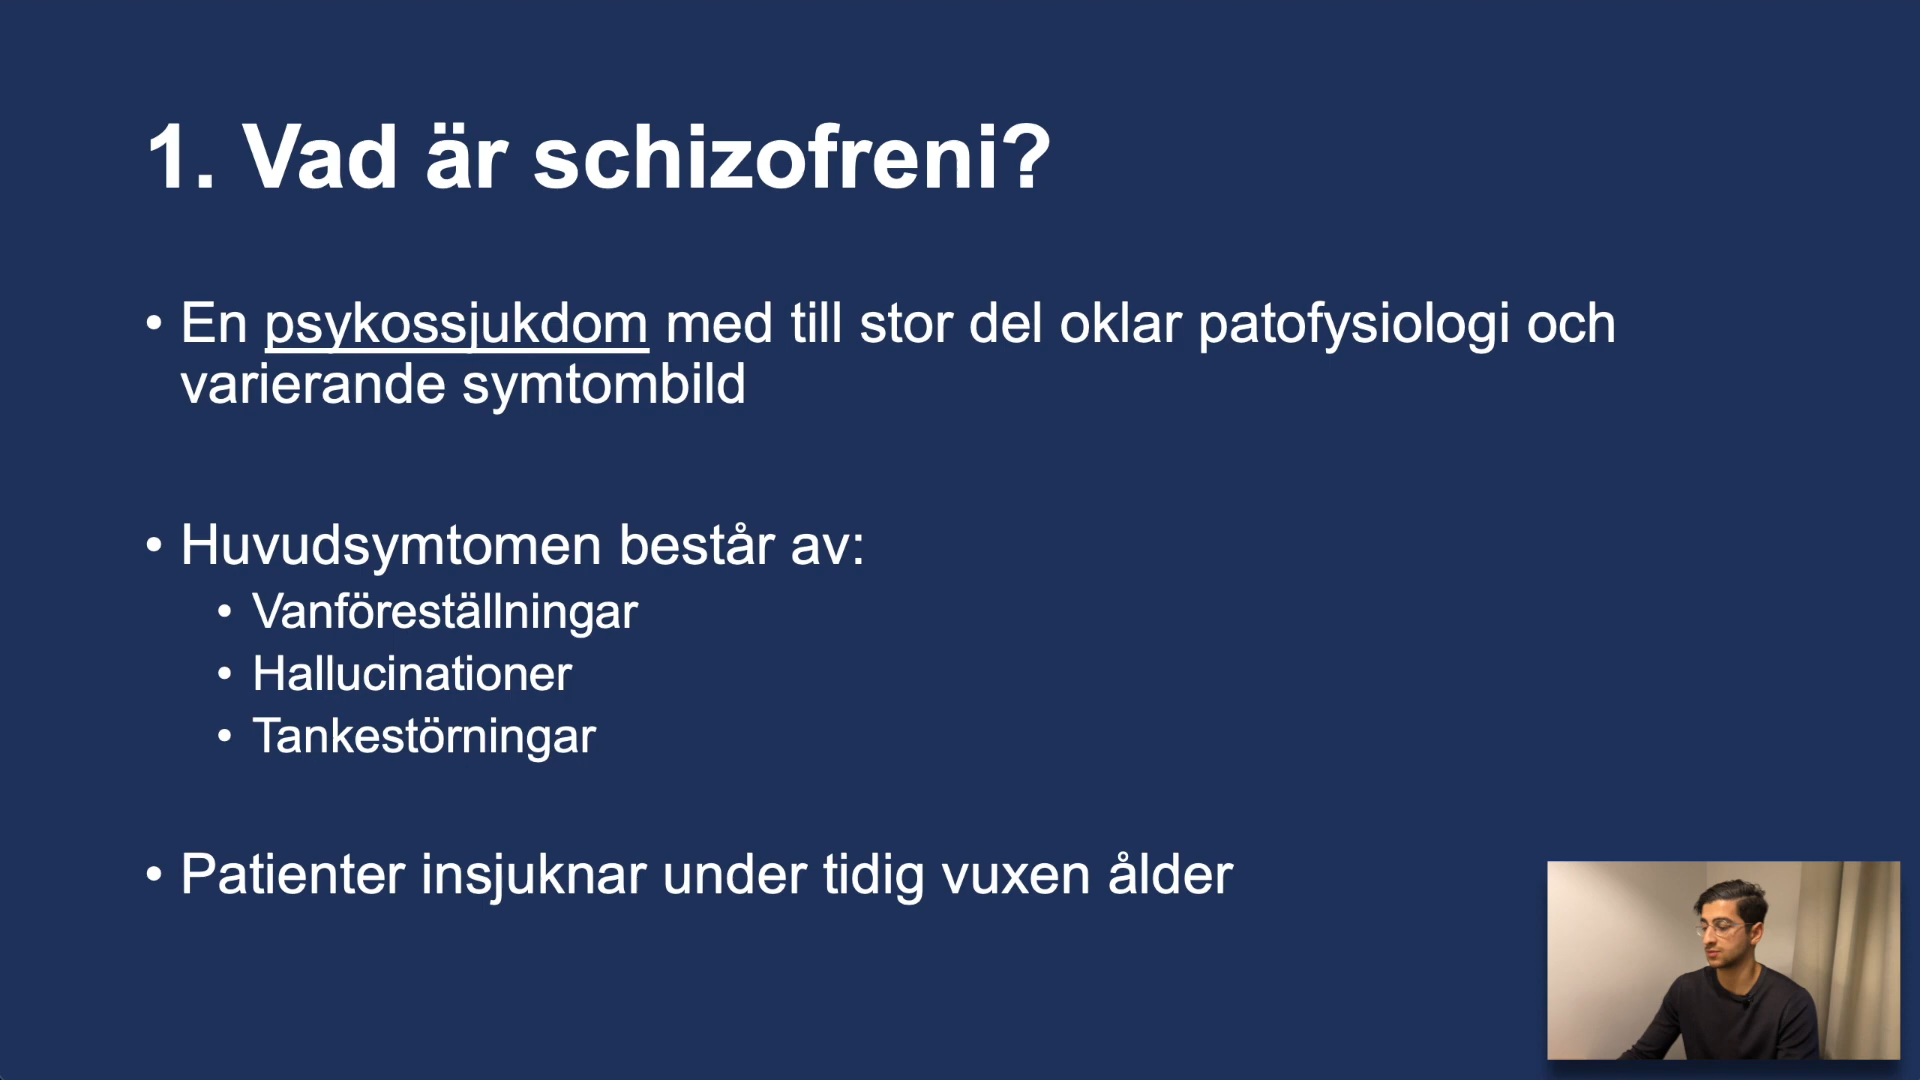 1. Vad är schizofreni?
• En psykossjukdom med till stor del oklar patofysiologi och
varierande symtombild
• Huvudsymtomen består av:
• Vanföreställningar
• Hallucinationer
• Tankestörningar
• Patienter insjuknar under tidig vuxen ålder